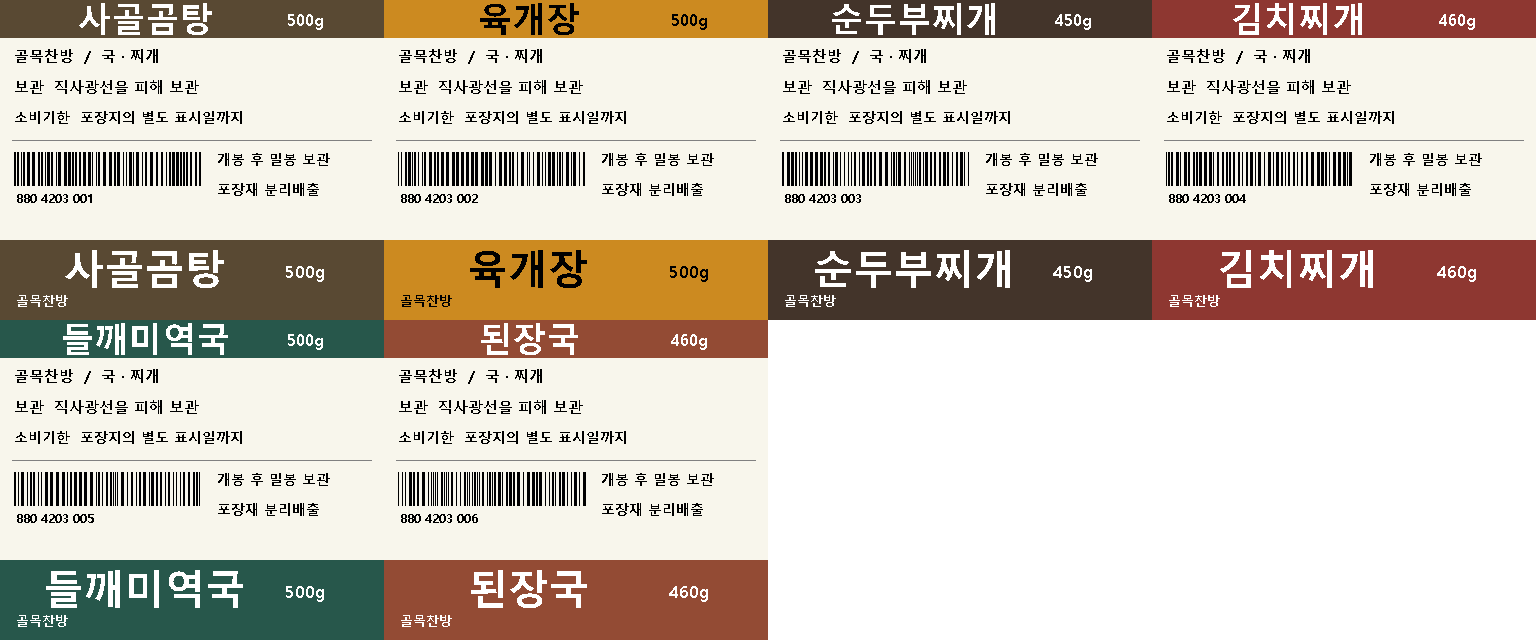 사골곰탕 500g
골목찬방 / 국·찌개
보관 직사광선을 피해 보관
소비기한 포장지의 별도 표시일까지
개봉 후 밀봉 보관
포장재 분리배출
880 4203 001
사골곰탕 500g
골목찬방
육개장 500g
골목찬방 / 국·찌개
보관 직사광선을 피해 보관
소비기한 포장지의 별도 표시일까지
개봉 후 밀봉 보관
포장재 분리배출
880 4203 002
육개장 500g
골목찬방
순두부찌개 450g
골목찬방 / 국·찌개
보관 직사광선을 피해 보관
소비기한 포장지의 별도 표시일까지
개봉 후 밀봉 보관
포장재 분리배출
880 4203 003
순두부찌개 450g
골목찬방
김치찌개 460g
골목찬방 / 국·찌개
보관 직사광선을 피해 보관
소비기한 포장지의 별도 표시일까지
개봉 후 밀봉 보관
포장재 분리배출
880 4203 004
김치찌개 460g
골목찬방
들깨미역국 500g
골목찬방 / 국·찌개
보관 직사광선을 피해 보관
소비기한 포장지의 별도 표시일까지
개봉 후 밀봉 보관
포장재 분리배출
880 4203 005
들깨미역국 500g
골목찬방
된장국 460g
골목찬방 / 국·찌개
보관 직사광선을 피해 보관
소비기한 포장지의 별도 표시일까지
개봉 후 밀봉 보관
포장재 분리배출
880 4203 006
된장국 460g
골목찬방